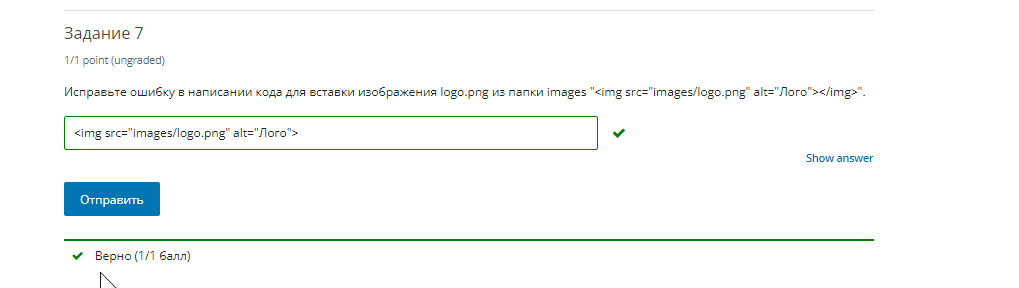 Задание 7
1/1 point (ungraded)
Исправьте ошибку в написании кода для вставки изображения logo.png из папки images "<img src="images/logo.png" alt="Лого"></img>".
<img src="images/logo.png" alt="Лого">
Show answer
Отправить
Верно (1/1 балл)